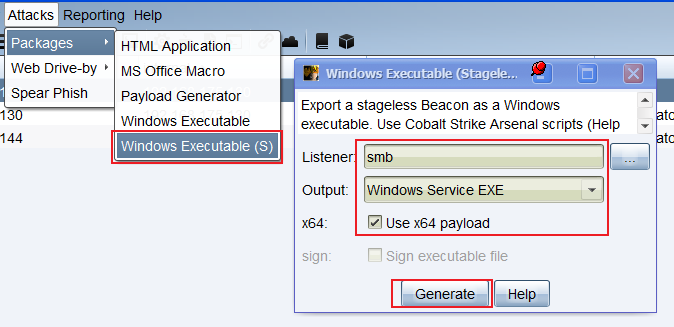 Attacks Reporting Help
Packages
Web Drive-by
Spear Phish
HTML Application
MS Office Macro
Payload Generator
Windows Executable
Windows Executable (S)
130
144
Windows Executable (Stagele...
Export a stageless Beacon as a Windows
executable. Use Cobalt Strike Arsenal scripts (Help
Listener: smb ...
Output: Windows Service EXE
x64: Use x64 payload
sign: Sign executable file
Generate Help